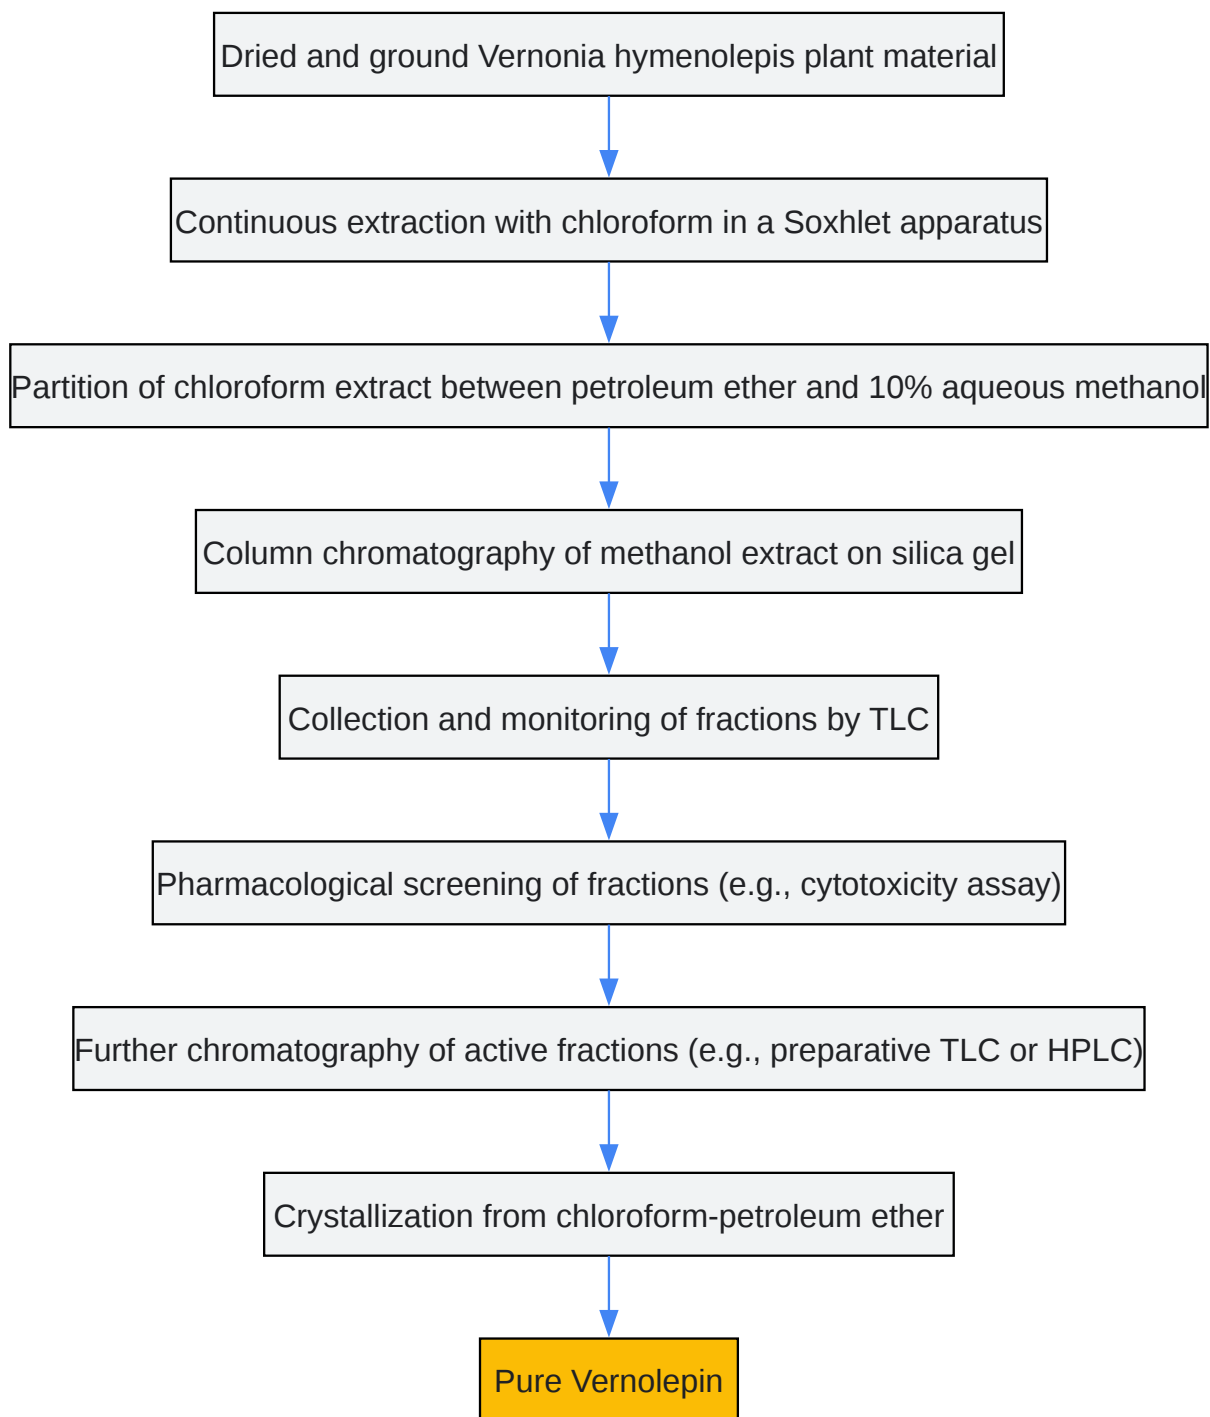 Dried and ground Vernonia hymenolepis plant material
Continuous extraction with chloroform in a Soxhlet apparatus
Partition of chloroform extract between petroleum ether and 10% aqueous methanol
Column chromatography of methanol extract on silica gel
Collection and monitoring of fractions by TLC
Pharmacological screening of fractions (e.g., cytotoxicity assay)
Further chromatography of active fractions (e.g., preparative TLC or HPLC)
Crystallization from chloroform-petroleum ether
Pure Vernolepin